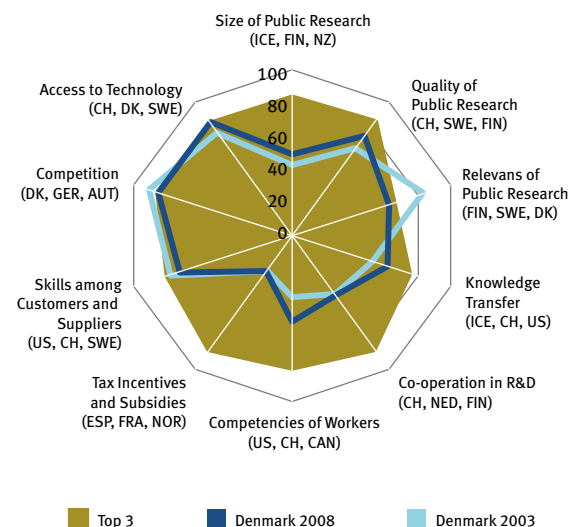 Size of Public Research
(ICE, FIN, NZ)
Quality of
Public Research
(CH, SWE, FIN)
Relevans of
Public Research
(FIN, SWE, DK)
Knowledge
Transfer
(ICE, CH, US)
Co-operation in R&D
(CH, NED, FIN)
Competencies of Workers
(US, CH, CAN)
Tax Incentives
and Subsidies
(ESP, FRA, NOR)
Skills among
Customers and
Suppliers
(US, CH, SWE)
Competition
(DK, GER, AUT)
Access to Technology
(CH, DK, SWE)
100
80
60
40
20
0
Top 3
Denmark 2008
Denmark 2003